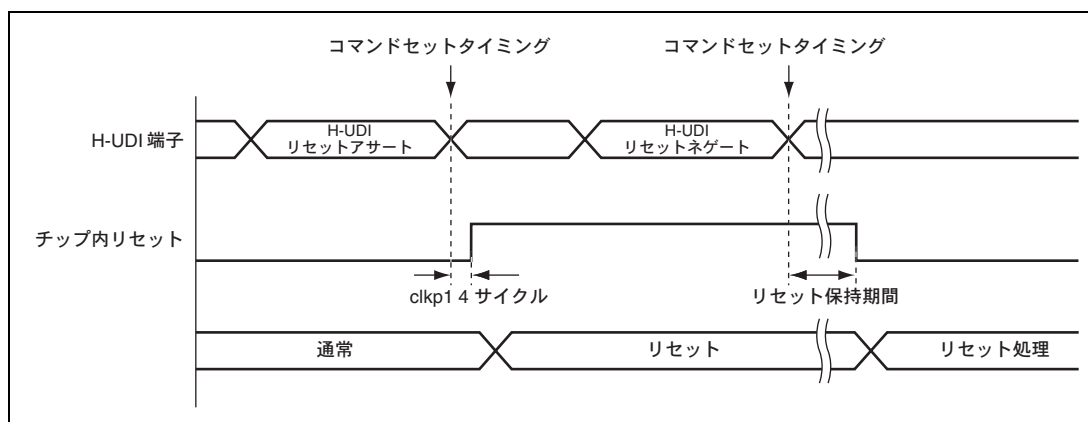 コマンドセットタイミング
コマンドセットタイミング
H-UDI 端子
H-UDI
リセットアサート
H-UDI
リセットネゲート
チップ内リセット
clkp1 4 サイクル
リセット保持期間
通常
リセット
リセット処理